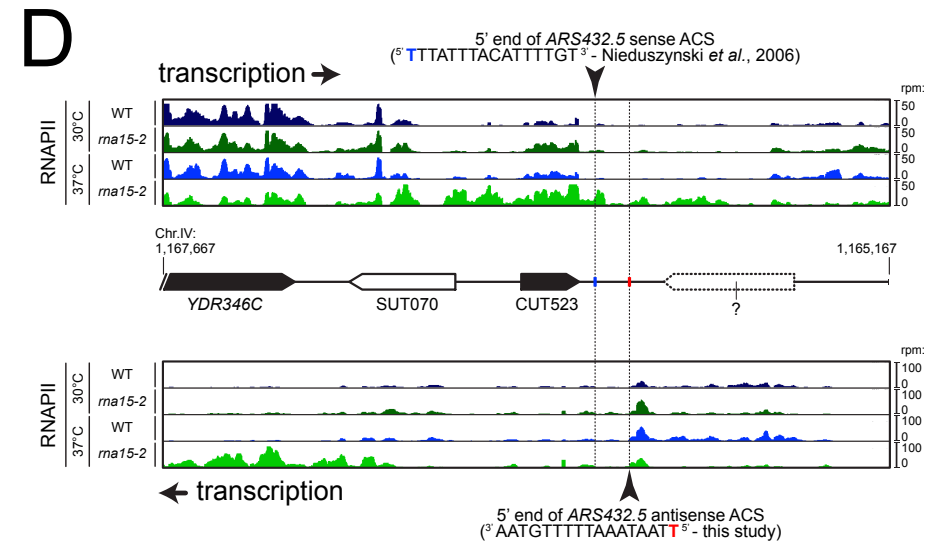 D
5' end of ARS432.5 sense ACS
(5' TTTATTTACATTTTGT 3' - Nieduszynski et al., 2006)
transcription →
rpm:
RNAPII
30°C
WT
50
0
rna15-2
50
0
37°C
WT
50
0
rna15-2
50
0
Chr.IV:
1,167,667
1,165,167
YDR346C
SUT070
CUT523
?
rpm:
RNAPII
30°C
WT
100
0
rna15-2
100
0
37°C
WT
100
0
rna15-2
100
0
← transcription
5' end of ARS432.5 antisense ACS
(3' AATGTTTTTAAATAATT 5' - this study)